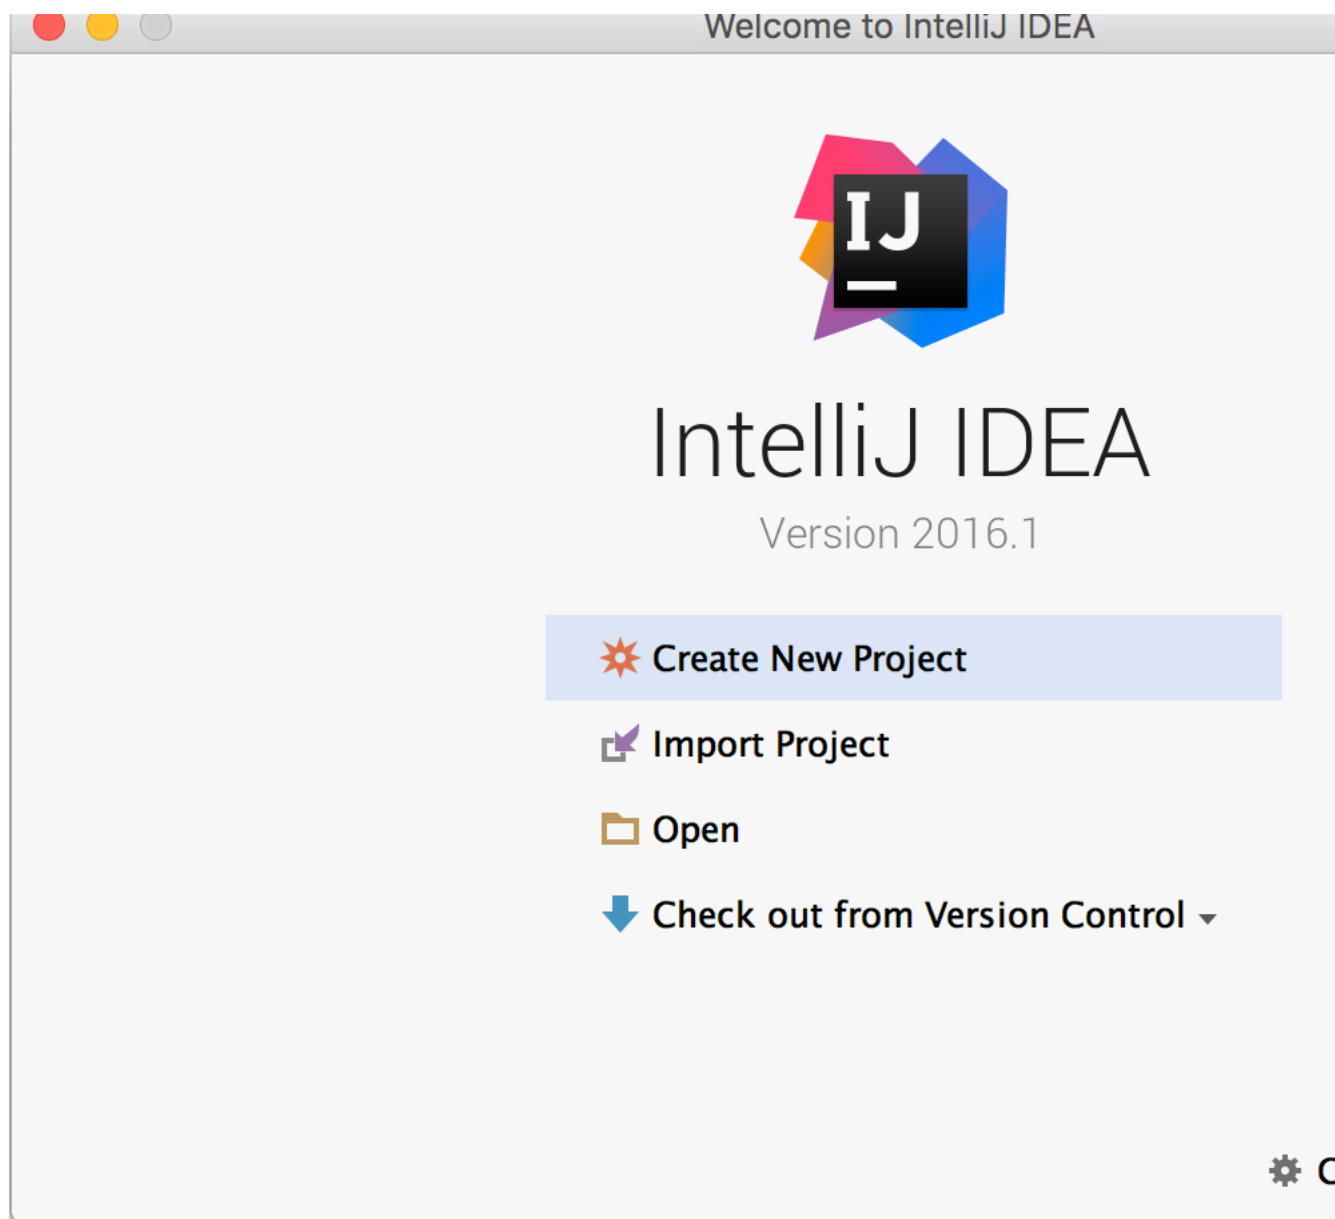 Welcome to IntelliJ IDEA
IJ
IntelliJ IDEA
Version 2016.1
Create New Project
Import Project
Open
Check out from Version Control